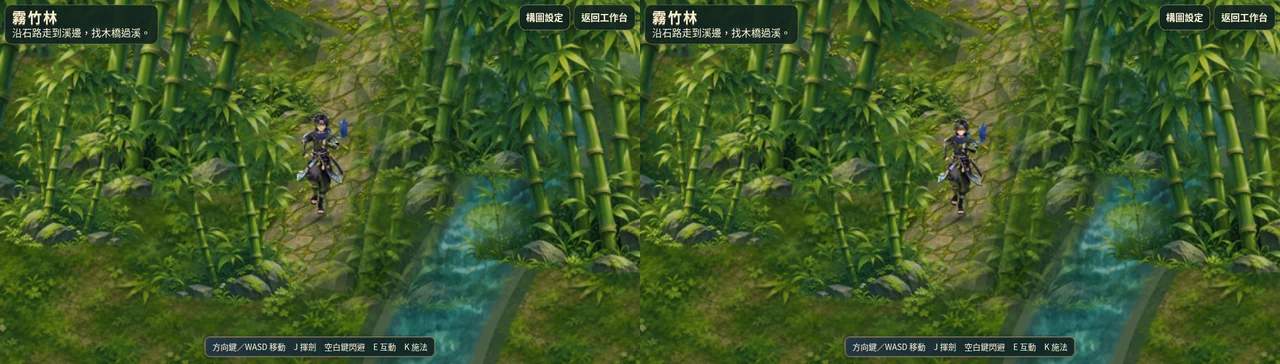 霧竹林
沿石路走到溪邊，找木橋過溪。
構圖設定
返回工作台
方向鍵／WASD 移動　J 揮劍　空白鍵閃避　E 互動　K 施法
霧竹林
沿石路走到溪邊，找木橋過溪。
構圖設定
返回工作台
方向鍵／WASD 移動　J 揮劍　空白鍵閃避　E 互動　K 施法